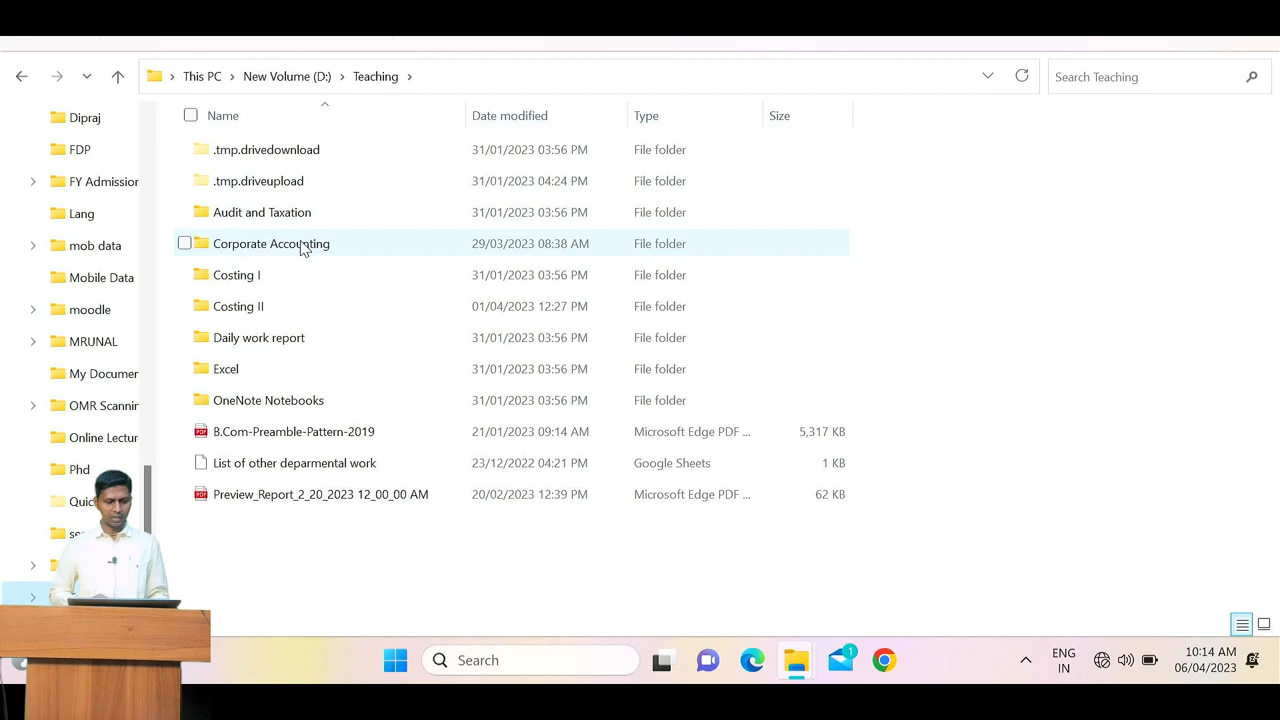 This PC > New Volume (D:) > Teaching >
Search Teaching
Name Date modified Type Size
Dipraj
FDP
FY Admission
Lang
mob data
Mobile Data
moodle
MRUNAL
My Documen
OMR Scannin
Online Lectur
Phd
Quic
se
.tmp.drivedownload 31/01/2023 03:56 PM File folder
.tmp.driveupload 31/01/2023 04:24 PM File folder
Audit and Taxation 31/01/2023 03:56 PM File folder
Corporate Accounting 29/03/2023 08:38 AM File folder
Costing I 31/01/2023 03:56 PM File folder
Costing II 01/04/2023 12:27 PM File folder
Daily work report 31/01/2023 03:56 PM File folder
Excel 31/01/2023 03:56 PM File folder
OneNote Notebooks 31/01/2023 03:56 PM File folder
B.Com-Preamble-Pattern-2019 21/01/2023 09:14 AM Microsoft Edge PDF ... 5,317 KB
List of other deparmental work 23/12/2022 04:21 PM Google Sheets 1 KB
Preview_Report_2_20_2023 12_00_00 AM 20/02/2023 12:39 PM Microsoft Edge PDF ... 62 KB
Search
1
ENG
IN
10:14 AM
06/04/2023